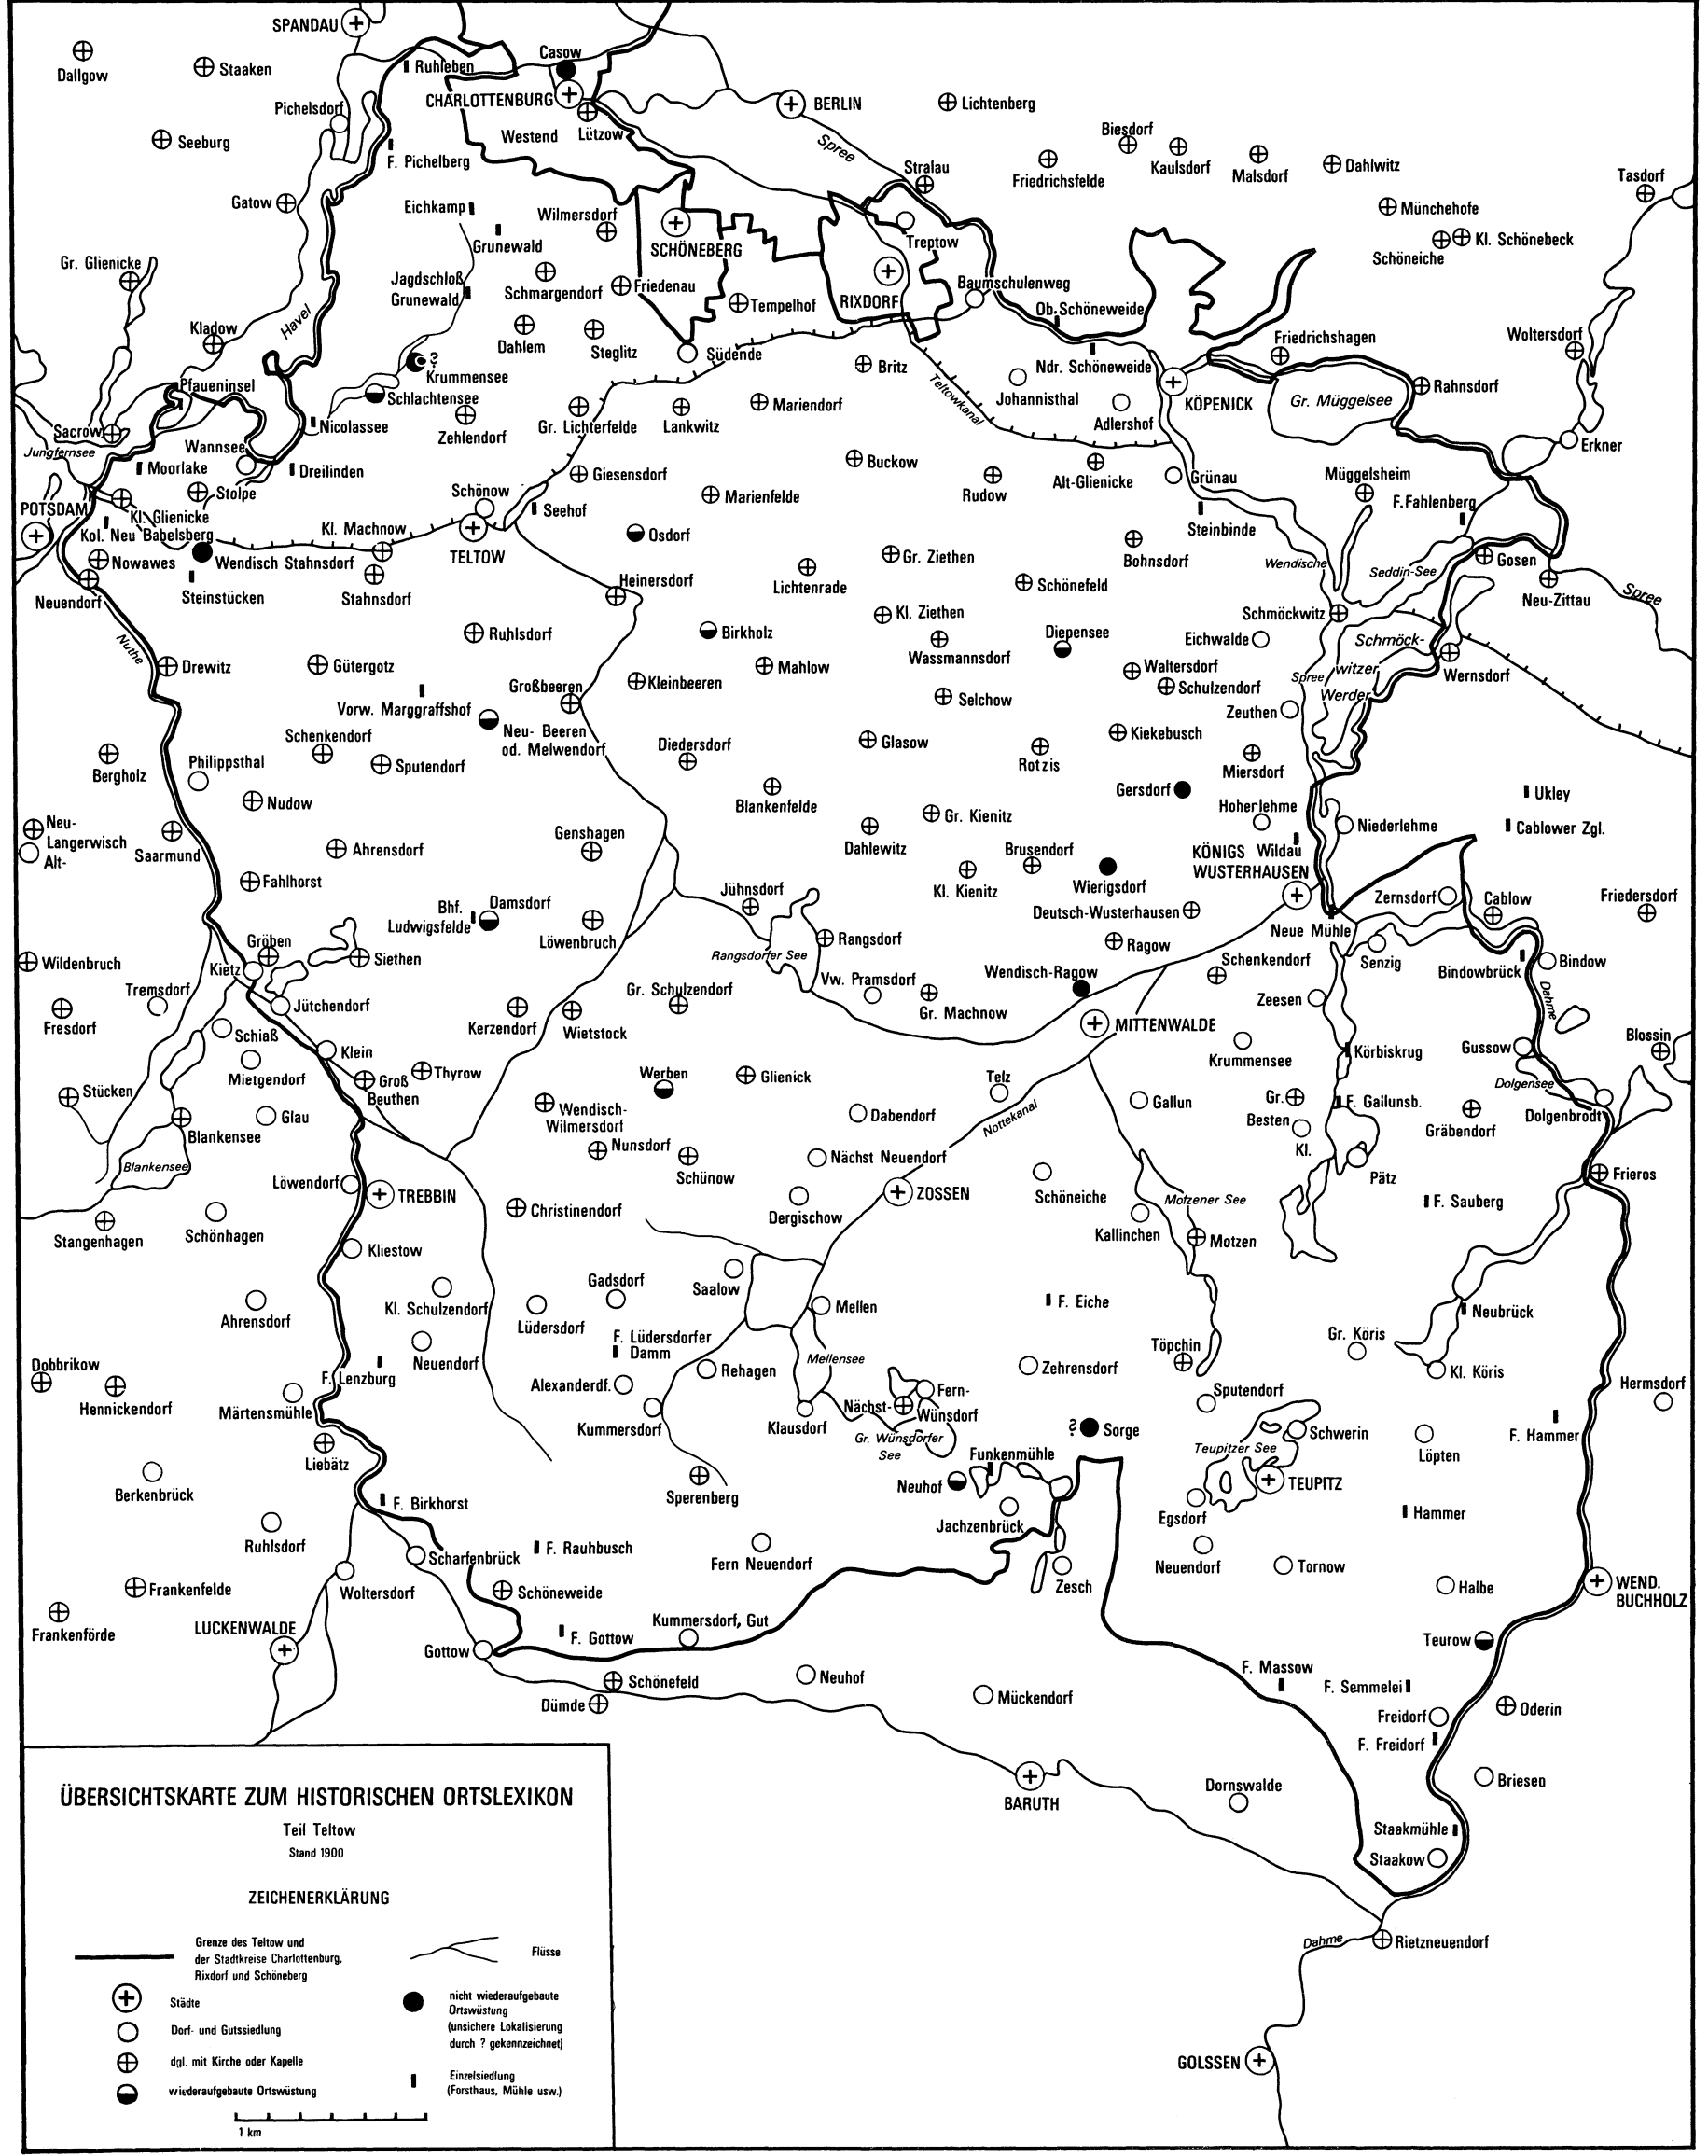 SPANDAU
Dallgow
Staaken
Ruhleben
Casow
CHARLOTTENBURG
BERLIN
Lichtenberg
Pichelsdorf
Westend
Lützow
Seeburg
F. Pichelberg
Spree
Stralau
Friedrichsfelde
Biesdorf
Kaulsdorf
Malsdorf
Dahlwitz
Tasdorf
Gatow
Eichkamp
Wilmersdorf
Grunewald
SCHÖNEBERG
Treptow
Münchehofe
Kl. Schönebeck
Schöneiche
Gr. Glienicke
Jagdschloß
Grunewald
Schmargendorf
Friedenau
Tempelhof
RIXDORF
Baumschulenweg
Ob. Schöneweide
Havel
Kladow
Dahlem
Steglitz
Südende
Britz
Ndr. Schöneweide
Friedrichshagen
Woltersdorf
?
Krummensee
Schlachtensee
Pfaueninsel
Johannisthal
KÖPENICK
Gr. Müggelsee
Rahnsdorf
Teltowkanal
Adlershof
Sacrow
Jungfernsee
Wannsee
Nicolassee
Zehlendorf
Gr. Lichterfelde
Lankwitz
Mariendorf
Erkner
Moorlake
Dreilinden
Stolpe
Giesensdorf
Buckow
Rudow
Alt-Glienicke
Grünau
Müggelsheim
POTSDAM
Kl. Glienicke
Kol. Neu Babelsberg
Schönow
Seehof
Marienfelde
Steinbinde
F. Fahlenberg
Kl. Machnow
TELTOW
Osdorf
Nowawes
Wendisch Stahnsdorf
Gr. Ziethen
Bohnsdorf
Wendische
Seddin-See
Gosen
Neuendorf
Steinstücken
Stahnsdorf
Heinersdorf
Lichtenrade
Schönefeld
Neu-Zittau
Spree
Nuthe
Kl. Ziethen
Schmöckwitz
Ruhlsdorf
Birkholz
Wassmannsdorf
Diepensee
Eichwalde
Schmöck-
witzer
Werder
Spree
Drewitz
Gütergotz
Großbeeren
Kleinbeeren
Mahlow
Waltersdorf
Schulzendorf
Wernsdorf
Vorw. Marggraffshof
Selchow
Zeuthen
Neu- Beeren
od. Melwendorf
Schenkendorf
Diedersdorf
Glasow
Kiekebusch
Rotzis
Miersdorf
Bergholz
Philippsthal
Sputendorf
Nudow
Blankenfelde
Gersdorf
Hoherlehme
Ukley
Gr. Kienitz
Niederlehme
Cablower Zgl.
Neu-
Langerwisch
Alt-
Saarmund
Ahrensdorf
Genshagen
Dahlewitz
Brusendorf
KÖNIGS
WUSTERHAUSEN
Wildau
Fahlhorst
Kl. Kienitz
Wierigsdorf
Jühnsdorf
Bhf.
Ludwigsfelde
Damsdorf
Deutsch-Wusterhausen
Zernsdorf
Cablow
Friedersdorf
Löwenbruch
Neue Mühle
Gröben
Rangsdorf
Ragow
Rangsdorfer See
Senzig
Bindowbrück
Bindow
Wildenbruch
Kietz
Siethen
Wendisch-Ragow
Schenkendorf
Tremsdorf
Vw. Pramsdorf
Gr. Schulzendorf
Zeesen
Dahme
Fresdorf
Jütchendorf
Kerzendorf
Wietstock
Gr. Machnow
MITTENWALDE
Schiaß
Blossin
Mietgendorf
Klein
Groß
Beuthen
Thyrow
Werben
Glienick
Krummensee
Körbiskrug
Gussow
Dolgensee
Telz
Stücken
Glau
Wendisch-
Wilmersdorf
Dabendorf
Nottekanal
Gallun
Gr.
Besten
Kl.
F. Gailunsb.
Gräbendorf
Dolgenbrodt
Blankensee
Blankensee
Nunsdorf
Schünow
Nächst Neuendorf
Pätz
Löwendorf
TREBBIN
ZOSSEN
Schöneiche
Motzener See
Frieros
F. Sauberg
Christinendorf
Dergischow
Kallinchen
Motzen
Stangenhagen
Schönhagen
Kliestow
Saalow
Gadsdorf
Kl. Schulzendorf
Mellen
F. Eiche
Neubrück
Ahrensdorf
Lüdersdorf
Neuendorf
F. Lüdersdorfer
Damm
Töpchin
Gr. Köris
Dobbrikow
F. Lenzburg
Mellensee
Rehagen
Zehrensdorf
Kl. Köris
Hennickendorf
Märtensmühle
Alexanderdf.
Kummersdorf
Klausdorf
Nächst-
Fern-
Wünsdorf
Gr. Wünsdorfer
See
Sputendorf
Hermsdorf
? Sorge
Schwerin
Teupitzer See
Löpten
F. Hammer
Liebätz
Funkenmühle
Neuhof
TEUPITZ
Berkenbrück
F. Birkhorst
Sperenberg
Jachzenbrück
Egsdorf
Hammer
Ruhlsdorf
Scharfenbrück
F. Rauhbusch
Fern Neuendorf
Neuendorf
Tornow
Frankenfelde
Woltersdorf
Schöneweide
Zesch
Halbe
WEND.
BUCHHOLZ
Frankenförde
LUCKENWALDE
F. Gottow
Kummersdorf, Gut
Gottow
Teurow
Schönefeld
Neuhof
F. Massow
F. Semmelei
Dümde
Mückendorf
Freidorf
Oderin
F. Freidorf
BARUTH
Dornswalde
Briesen
Staakmühle
Staakow
Dahme
Rietzneuendorf
GOLSSEN
ÜBERSICHTSKARTE ZUM HISTORISCHEN ORTSLEXIKON
Teil Teltow
Stand 1900
ZEICHENERKLÄRUNG
Grenze des Teltow und
der Stadtkreise Charlottenburg,
Rixdorf und Schöneberg
Flüsse
Städte
Dorf- und Gutssiedlung
dgl. mit Kirche oder Kapelle
wiederaufgebaute Ortswüstung
nicht wiederaufgebaute
Ortswüstung
(unsichere Lokalisierung
durch ? gekennzeichnet)
Einzelsiedlung
(Forsthaus, Mühle usw.)
1 km